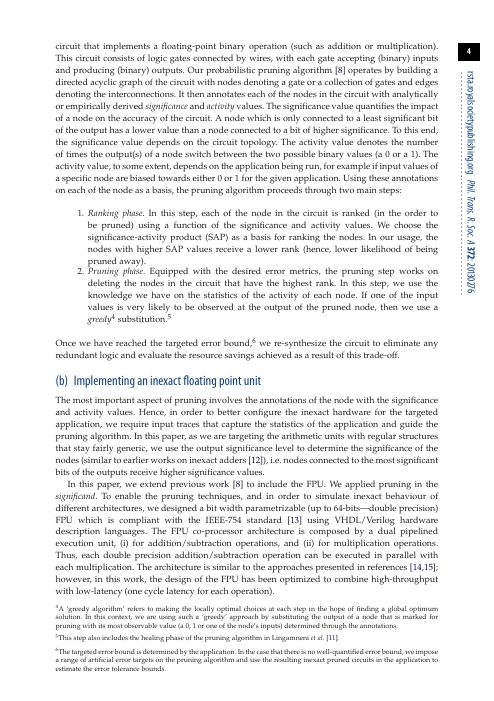 circuit that implements a floating-point binary operation (such as addition or multiplication).
This circuit consists of logic gates connected by wires, with each gate accepting (binary) inputs
and producing (binary) outputs. Our probabilistic pruning algorithm [8] operates by building a
directed acyclic graph of the circuit with nodes denoting a gate or a collection of gates and edges
denoting the interconnections. It then annotates each of the nodes in the circuit with analytically
or empirically derived significance and activity values. The significance value quantifies the impact
of a node on the accuracy of the circuit. A node which is only connected to a least significant bit
of the output has a lower value than a node connected to a bit of higher significance. To this end,
the significance value depends on the circuit topology. The activity value denotes the number
of times the output(s) of a node switch between the two possible binary values (a 0 or a 1). The
activity value, to some extent, depends on the application being run, for example if input values of
a specific node are biased towards either 0 or 1 for the given application. Using these annotations
on each of the node as a basis, the pruning algorithm proceeds through two main steps:
1. Ranking phase. In this step, each of the node in the circuit is ranked (in the order to
be pruned) using a function of the significance and activity values. We choose the
significance-activity product (SAP) as a basis for ranking the nodes. In our usage, the
nodes with higher SAP values receive a lower rank (hence, lower likelihood of being
pruned away).
2. Pruning phase. Equipped with the desired error metrics, the pruning step works on
deleting the nodes in the circuit that have the highest rank. In this step, we use the
knowledge we have on the statistics of the activity of each node. If one of the input
values is very likely to be observed at the output of the pruned node, then we use a
greedy⁴ substitution.⁵
Once we have reached the targeted error bound,⁶ we re-synthesize the circuit to eliminate any
redundant logic and evaluate the resource savings achieved as a result of this trade-off.
(b) Implementing an inexact floating point unit
The most important aspect of pruning involves the annotations of the node with the significance
and activity values. Hence, in order to better configure the inexact hardware for the targeted
application, we require input traces that capture the statistics of the application and guide the
pruning algorithm. In this paper, as we are targeting the arithmetic units with regular structures
that stay fairly generic, we use the output significance level to determine the significance of the
nodes (similar to earlier works on inexact adders [12]), i.e. nodes connected to the most significant
bits of the outputs receive higher significance values.
In this paper, we extend previous work [8] to include the FPU. We applied pruning in the
significand. To enable the pruning techniques, and in order to simulate inexact behaviour of
different architectures, we designed a bit width parametrizable (up to 64-bits—double precision)
FPU which is compliant with the IEEE-754 standard [13] using VHDL/Verilog hardware
description languages. The FPU co-processor architecture is composed by a dual pipelined
execution unit, (i) for addition/subtraction operations, and (ii) for multiplication operations.
Thus, each double precision addition/subtraction operation can be executed in parallel with
each multiplication. The architecture is similar to the approaches presented in references [14,15];
however, in this work, the design of the FPU has been optimized to combine high-throughput
with low-latency (one cycle latency for each operation).
⁴A ‘greedy algorithm’ refers to making the locally optimal choices at each step in the hope of finding a global optimum
solution. In this context, we are using such a ‘greedy’ approach by substituting the output of a node that is marked for
pruning with its most observable value (a 0, 1 or one of the node’s inputs) determined through the annotations.
⁵This step also includes the healing phase of the pruning algorithm in Lingamneni et al. [11].
⁶The targeted error bound is determined by the application. In the case that there is no well-quantified error bound, we impose
a range of artificial error targets on the pruning algorithm and use the resulting inexact pruned circuits in the application to
estimate the error tolerance bounds.
4
rsta.royalsocietypublishing.org Phil. Trans. R. Soc. A 372: 20130276